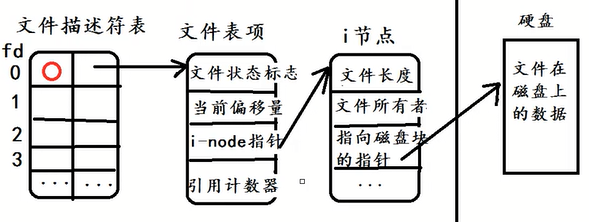 文件描述符表
文件表项
i节点
硬盘
fd
0
1
2
3
... ...
文件状态标志
当前偏移量
i-node指针
引用计数器
文件长度
文件所有者
指向磁盘块
的指针
...
文件在
磁盘上
的数据